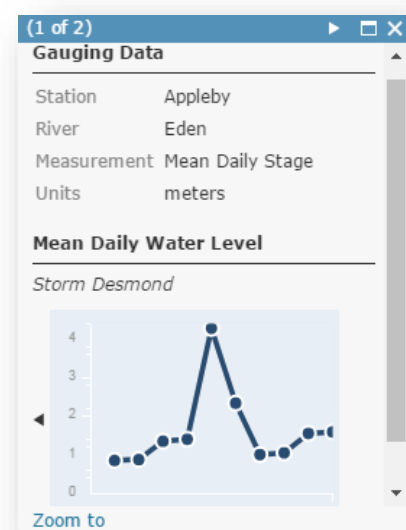 (1 of 2)
Gauging Data
Station Appleby
River Eden
Measurement Mean Daily Stage
Units meters
Mean Daily Water Level
Storm Desmond
4
3
2
1
0
Zoom to